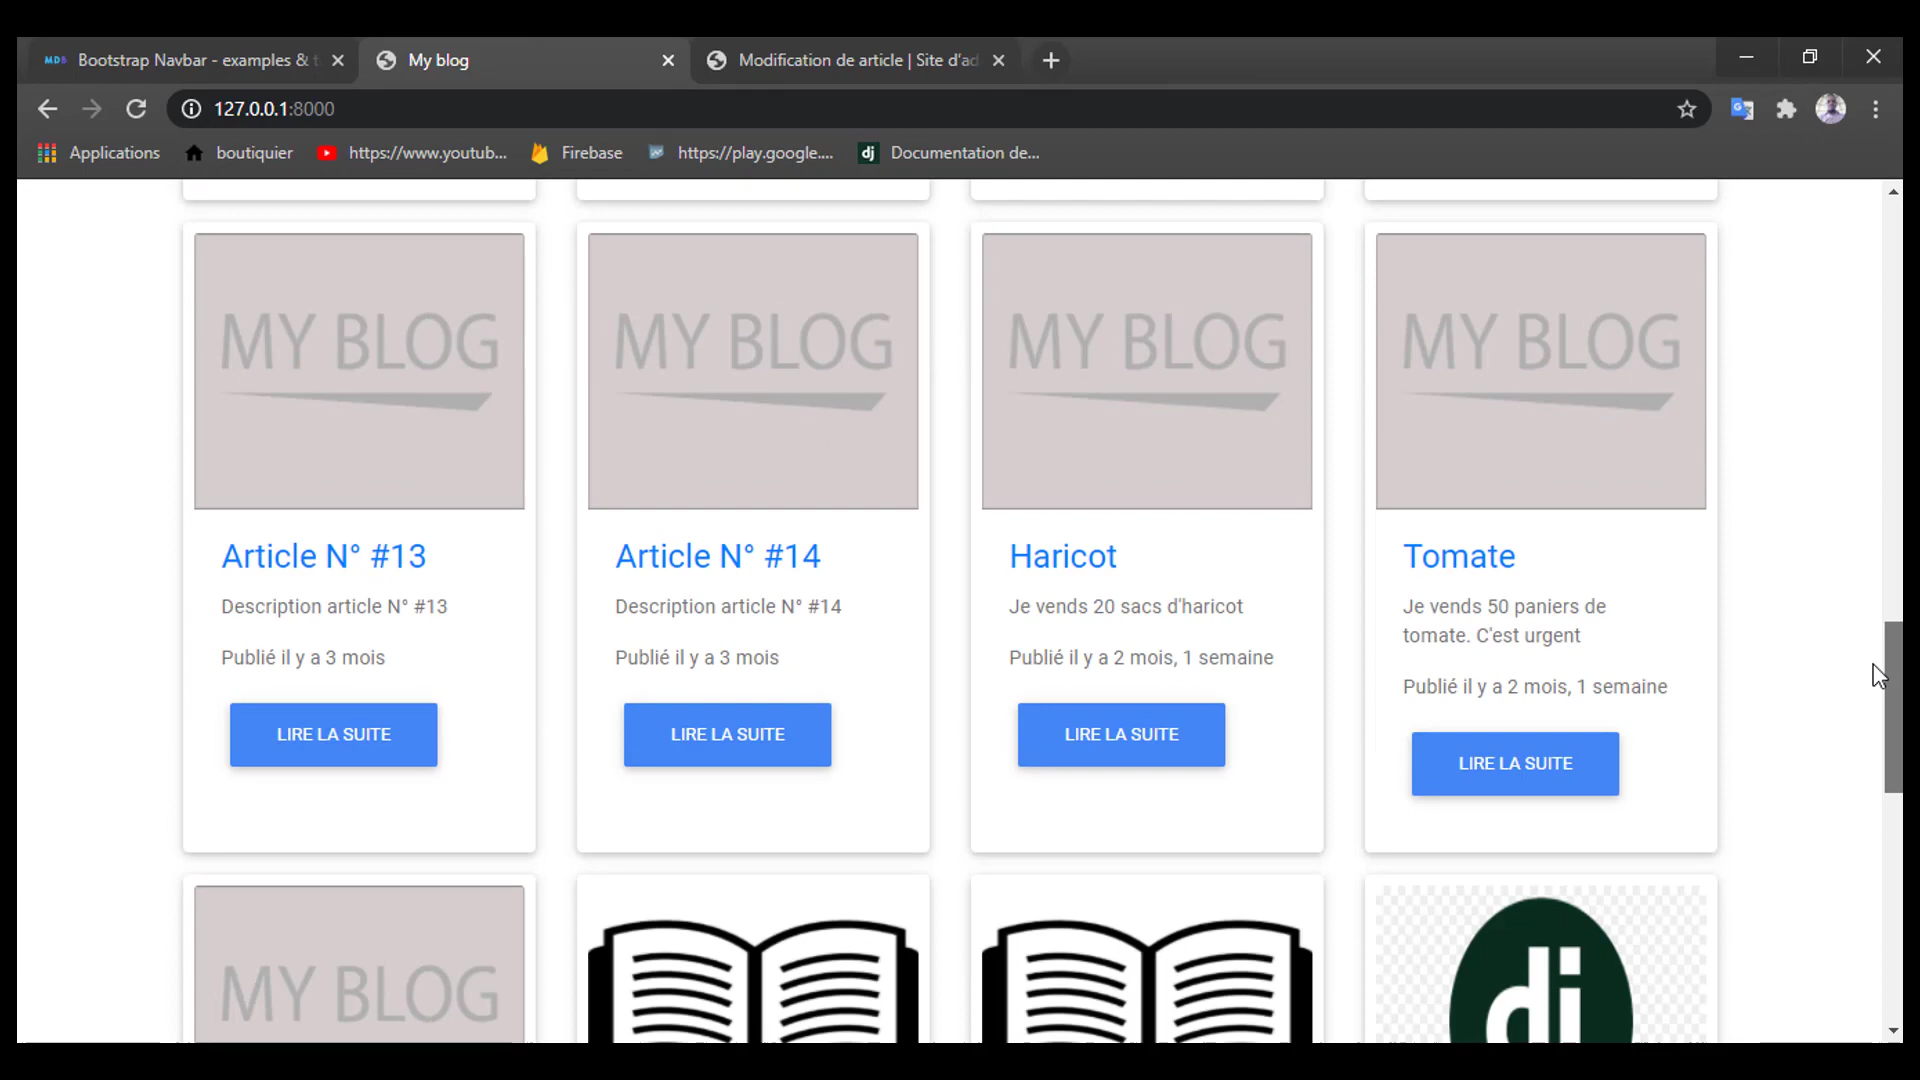 MDB Bootstrap Navbar - examples & t
My blog
Modification de article | Site d'ad
127.0.0.1:8000
Applications
boutiquier
https://www.youtub...
Firebase
https://play.google....
dj Documentation de...
MY BLOG
MY BLOG
MY BLOG
MY BLOG
Article N° #13
Article N° #14
Haricot
Tomate
Description article N° #13
Description article N° #14
Je vends 20 sacs d'haricot
Je vends 50 paniers de
tomate. C'est urgent
Publié il y a 3 mois
Publié il y a 3 mois
Publié il y a 2 mois, 1 semaine
Publié il y a 2 mois, 1 semaine
LIRE LA SUITE
LIRE LA SUITE
LIRE LA SUITE
LIRE LA SUITE
MY BLOG
dj